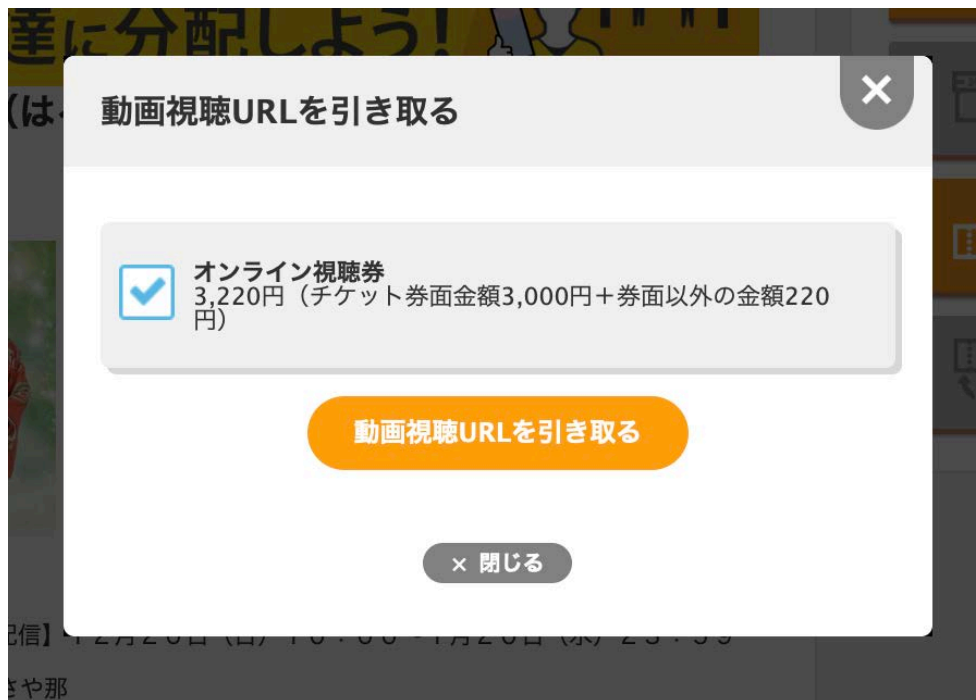 達に分配しよう!
(は
動画視聴URLを引き取る
オンライン視聴券
3,220円（チケット券面金額3,000円＋券面以外の金額220
円）
動画視聴URLを引き取る
× 閉じる
信】
さや那